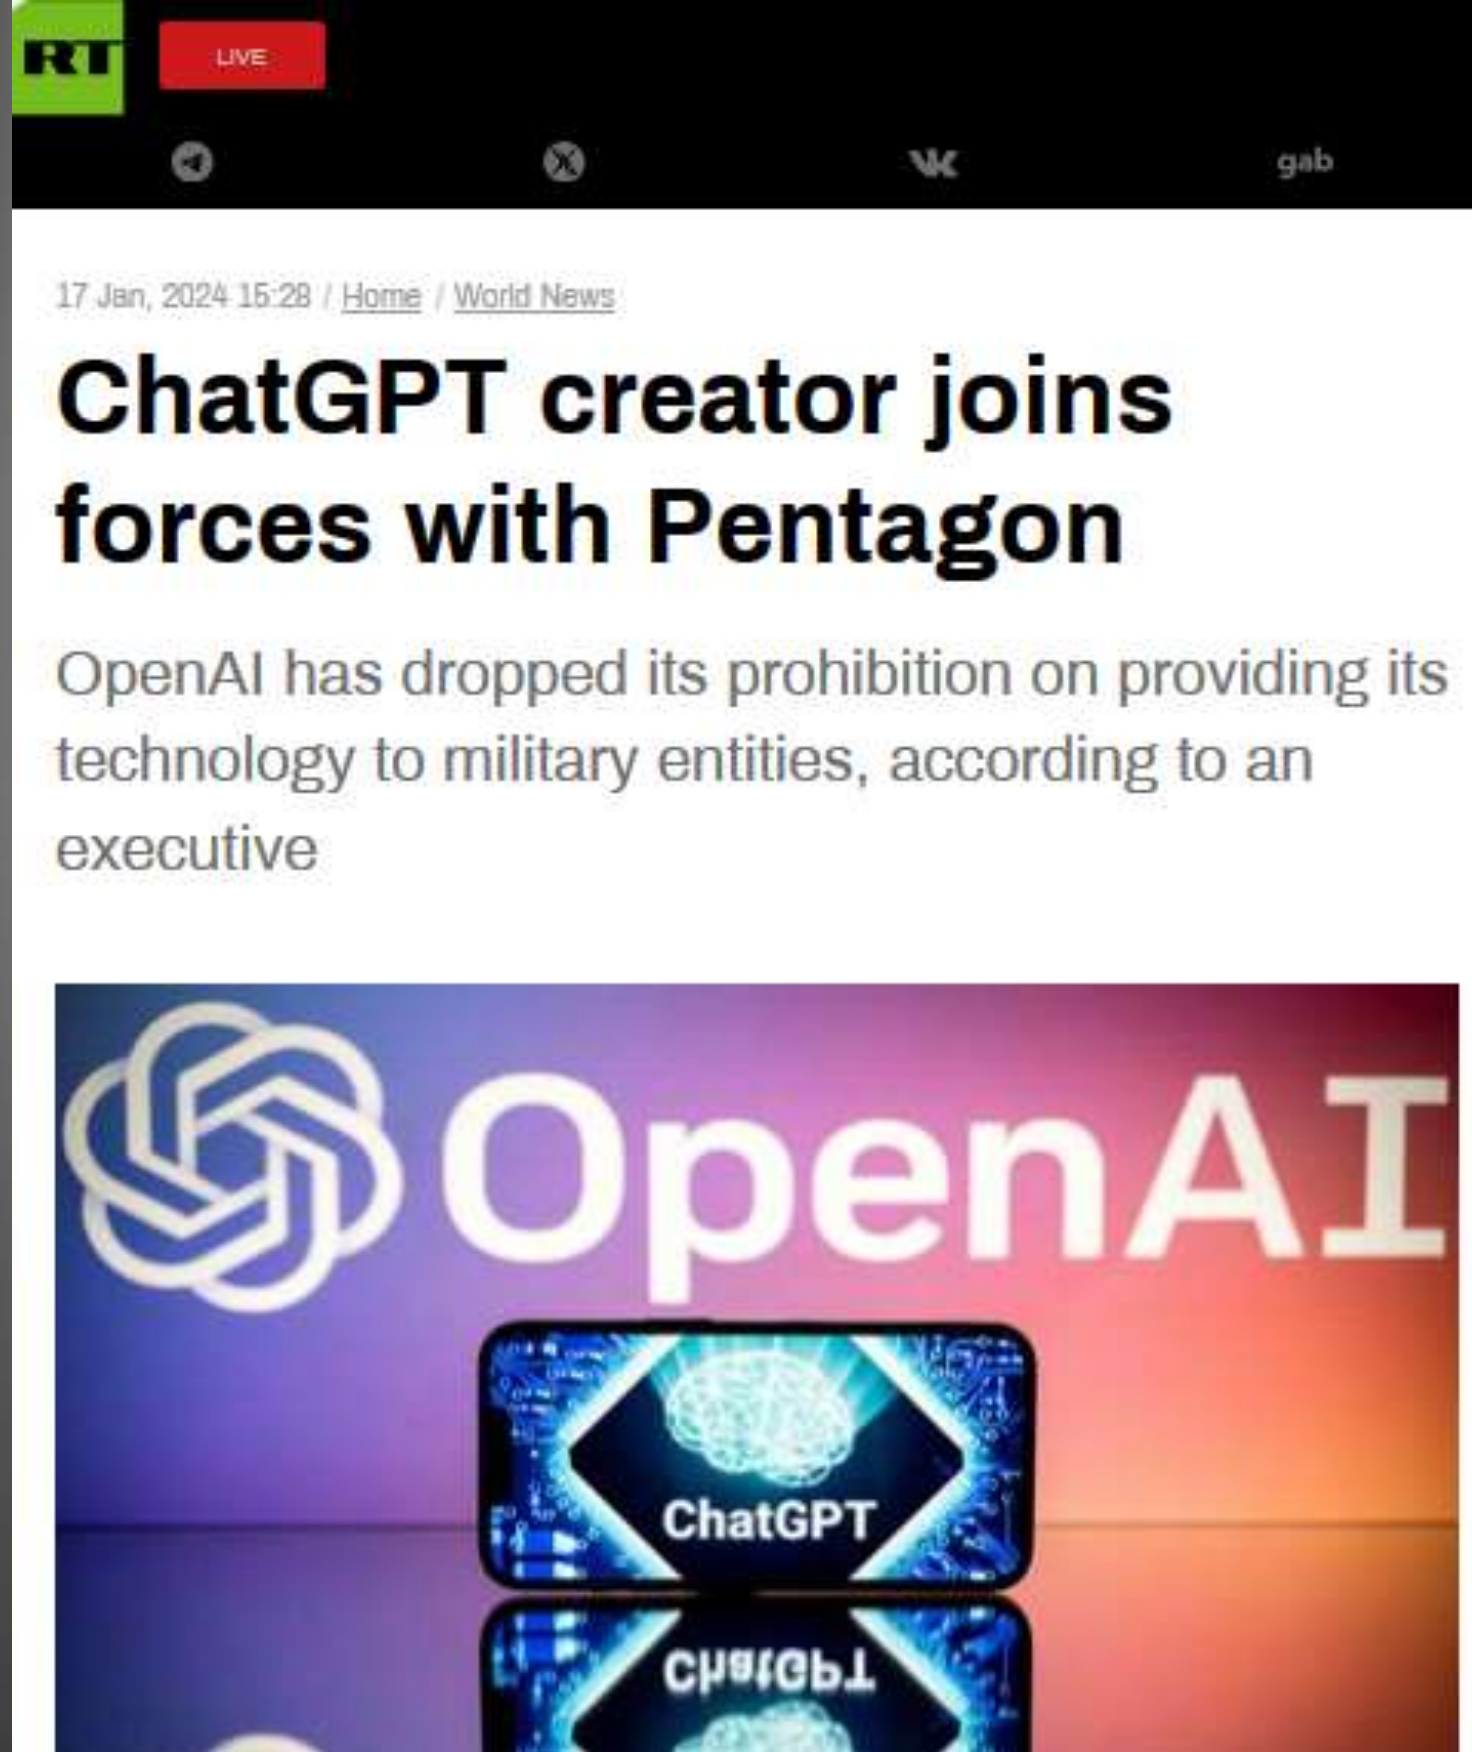 RT
LIVE
gab
17 Jan, 2024 15:28 / Home / World News
ChatGPT creator joins
forces with Pentagon
OpenAI has dropped its prohibition on providing its
technology to military entities, according to an
executive
OpenAI
ChatGPT
ChatGPT